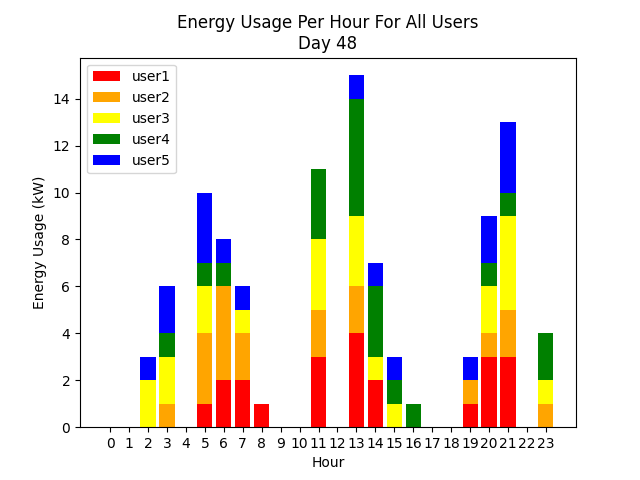 Energy Usage Per Hour For All Users
Day 48
user1
user2
user3
user4
user5
Energy Usage (kW)
14
12
10
8
6
4
2
0
0 1 2 3 4 5 6 7 8 9 10 11 12 13 14 15 16 17 18 19 20 21 22 23
Hour